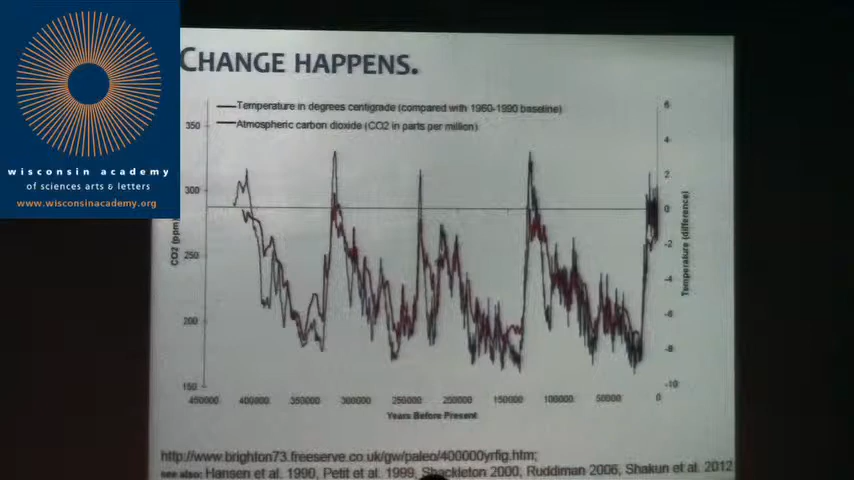 CHANGE HAPPENS.
wisconsin academy
of sciences arts & letters
www.wisconsinacademy.org
Temperature in degrees centigrade (compared with 1960-1990 baseline)
Atmospheric carbon dioxide (CO2 in parts per million)
350
300
250
200
150
CO2 (ppm)
6
4
2
0
-2
-4
-6
-8
-10
Temperature (difference)
450000 400000 350000 300000 250000 200000 150000 100000 50000 0
Years Before Present
http://www.brighton73.freeserve.co.uk/gw/paleo/400000yrfig.htm;
see also: Hansen et al. 1990, Petit et al. 1999, Shackleton 2000, Ruddiman 2006, Shakun et al. 2012